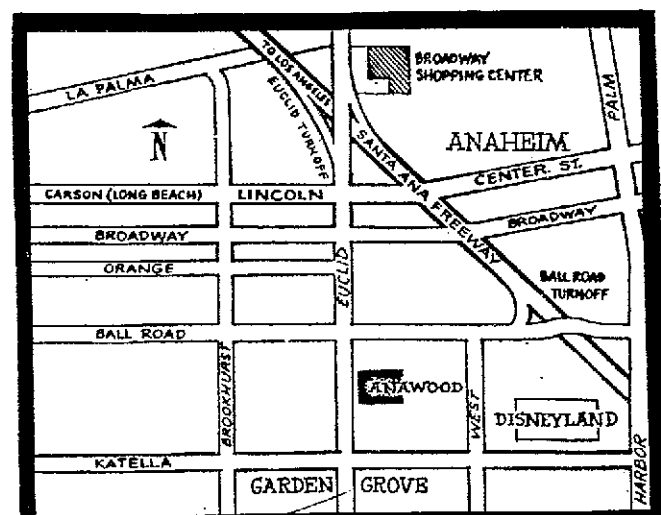 TO LOS ANGELES
BROADWAY
SHOPPING CENTER
LA PALMA
EUCLID TURNOFF
PALM
N
SANTA ANA FREEWAY
ANAHEIM
CENTER. ST.
CARSON (LONG BEACH)
LINCOLN
BROADWAY
BROADWAY
ORANGE
EUCLID
BALL ROAD
TURNOFF
BALL ROAD
BROOKHURST
ANAWOOD
WEST
DISNEYLAND
HARBOR
KATELLA
GARDEN GROVE